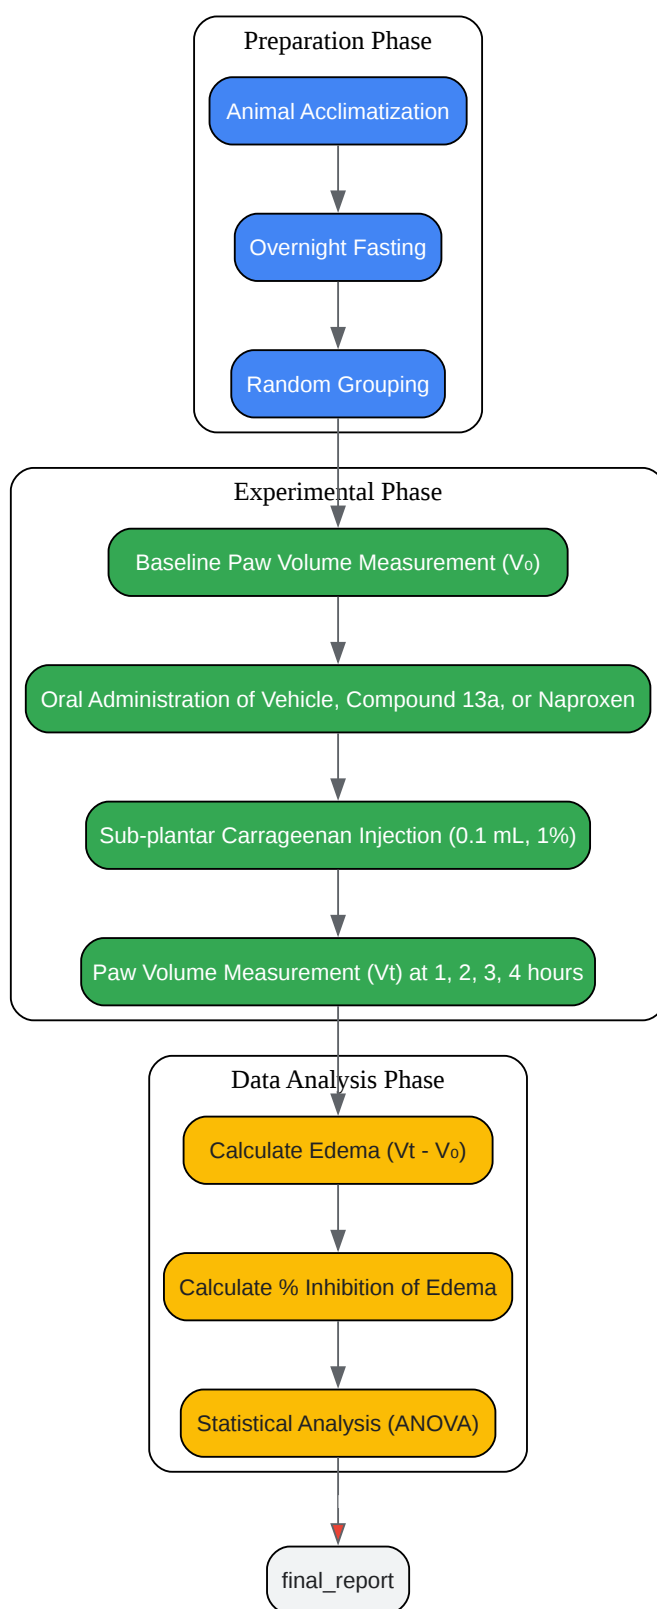 Preparation Phase
Animal Acclimatization
Overnight Fasting
Random Grouping
Experimental Phase
Baseline Paw Volume Measurement (V₀)
Oral Administration of Vehicle, Compound 13a, or Naproxen
Sub-plantar Carrageenan Injection (0.1 mL, 1%)
Paw Volume Measurement (Vt) at 1, 2, 3, 4 hours
Data Analysis Phase
Calculate Edema (Vt - V₀)
Calculate % Inhibition of Edema
Statistical Analysis (ANOVA)
final_report